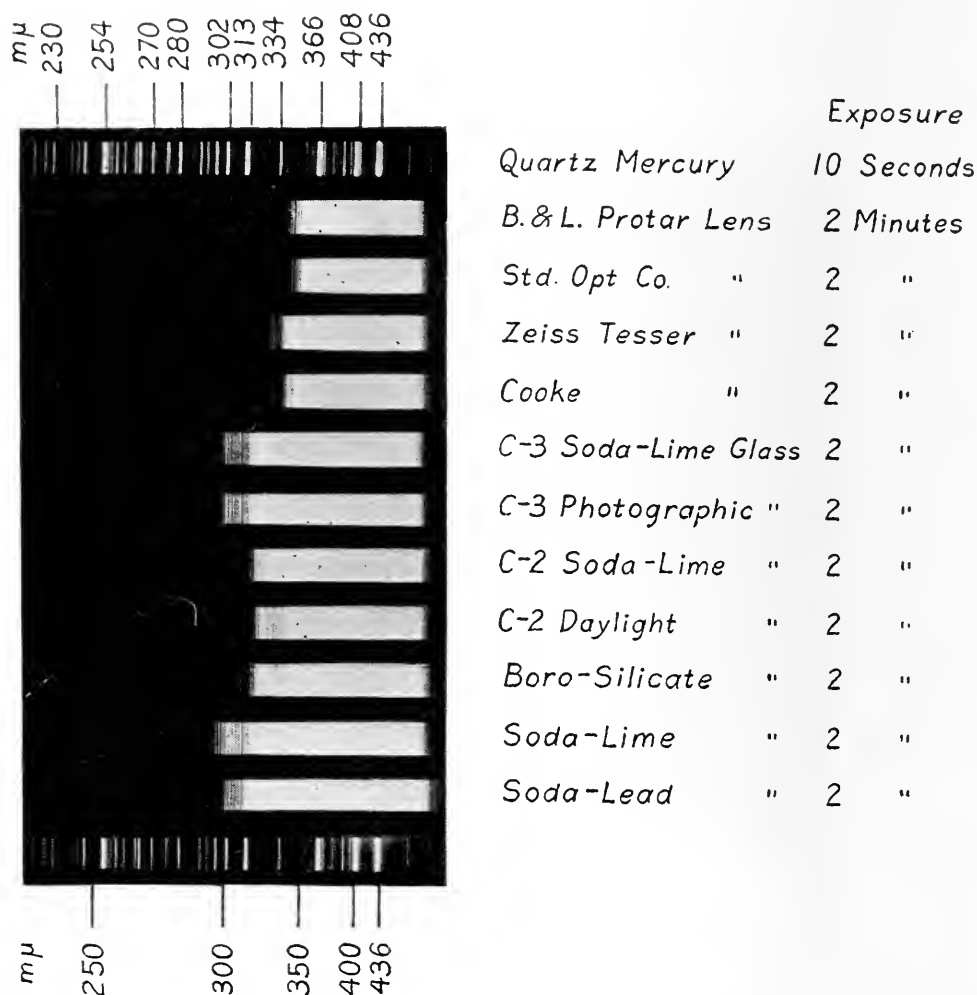 mμ 230 254 270 280 302 313 334 366 408 436
Exposure
Quartz Mercury 10 Seconds
B.&L. Protar Lens 2 Minutes
Std. Opt Co. " 2 "
Zeiss Tesser " 2 "
Cooke " 2 "
C-3 Soda-Lime Glass 2 "
C-3 Photographic " 2 "
C-2 Soda-Lime " 2 "
C-2 Daylight " 2 "
Boro-Silicate " 2 "
Soda-Lime " 2 "
Soda-Lead " 2 "
mμ 250 300 350 400 436